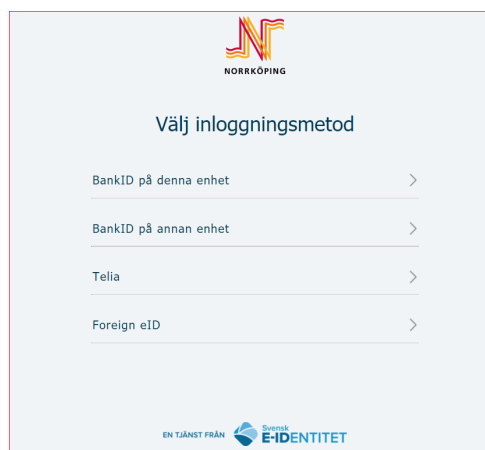 NORRKÖPING
Välj inloggningsmetod
BankID på denna enhet
BankID på annan enhet
Telia
Foreign eID
EN TJÄNST FRÅN
Svensk
E-IDENTITET